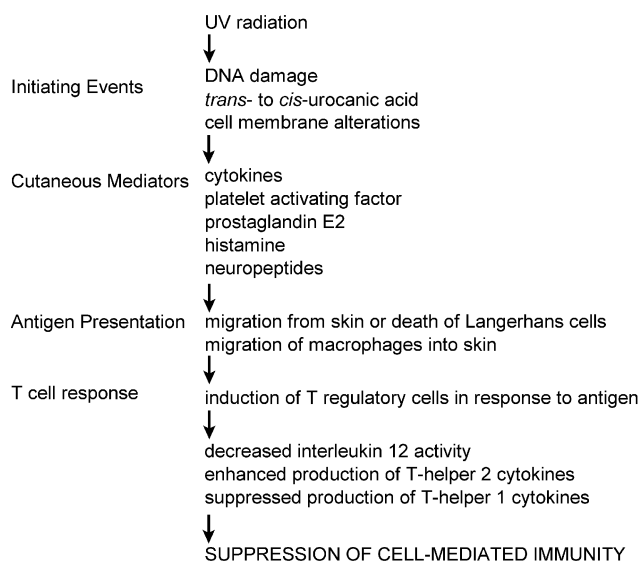 UV radiation
Initiating Events
DNA damage
trans- to cis-urocanic acid
cell membrane alterations
Cutaneous Mediators
cytokines
platelet activating factor
prostaglandin E2
histamine
neuropeptides
Antigen Presentation
migration from skin or death of Langerhans cells
migration of macrophages into skin
T cell response
induction of T regulatory cells in response to antigen
decreased interleukin 12 activity
enhanced production of T-helper 2 cytokines
suppressed production of T-helper 1 cytokines
SUPPRESSION OF CELL-MEDIATED IMMUNITY